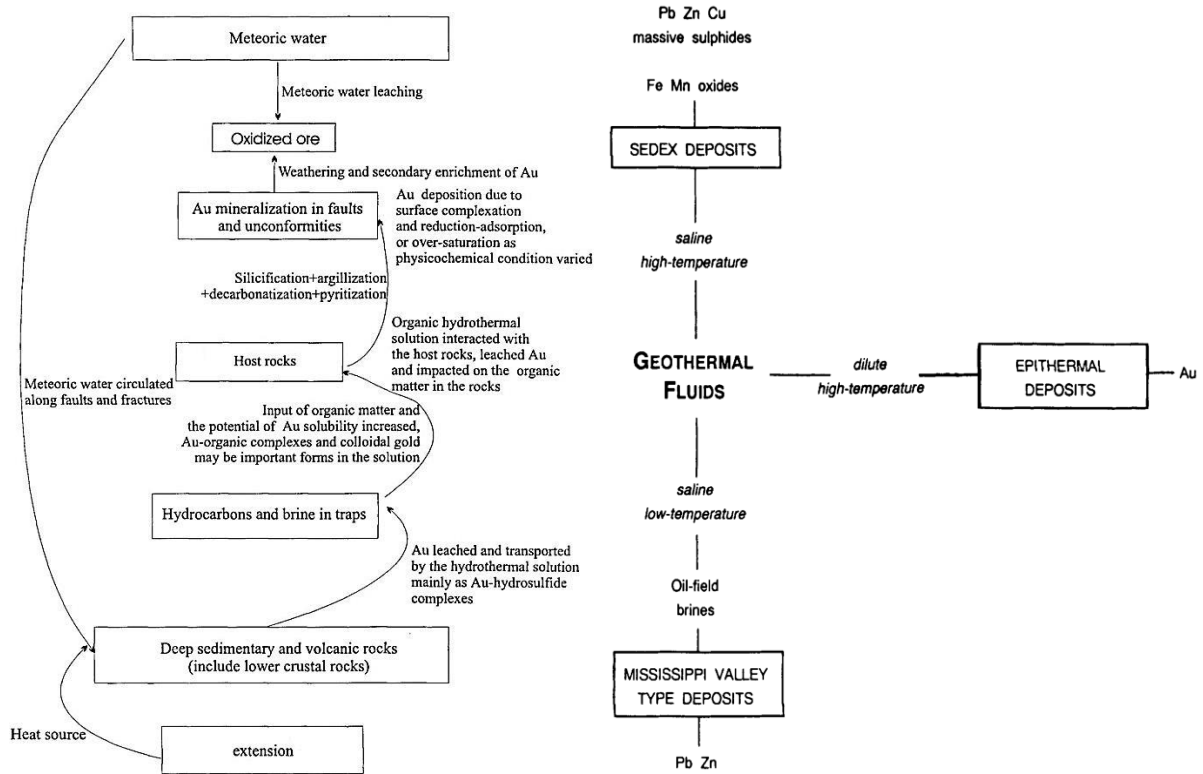 Meteoric water
Meteoric water leaching
Oxidized ore
Weathering and secondary enrichment of Au
Au mineralization in faults
and unconformities
Au deposition due to
surface complexation
and reduction-adsorption,
or over-saturation as
physicochemical condition varied
Silicification+argillization
+decarbonatization+pyritization
Organic hydrothermal
solution interacted with
the host rocks, leached Au
and impacted on the organic
matter in the rocks
Host rocks
Meteoric water circulated
along faults and fractures
Input of organic matter and
the potential of Au solubility increased,
Au-organic complexes and colloidal gold
may be important forms in the solution
Hydrocarbons and brine in traps
Au leached and transported
by the hydrothermal solution
mainly as Au-hydrosulfide
complexes
Deep sedimentary and volcanic rocks
(include lower crustal rocks)
Heat source
extension
Pb Zn Cu
massive sulphides
Fe Mn oxides
SEDEX DEPOSITS
saline
high-temperature
GEOTHERMAL
FLUIDS
dilute
high-temperature
EPITHERMAL
DEPOSITS
Au
saline
low-temperature
Oil-field
brines
MISSISSIPPI VALLEY
TYPE DEPOSITS
Pb Zn